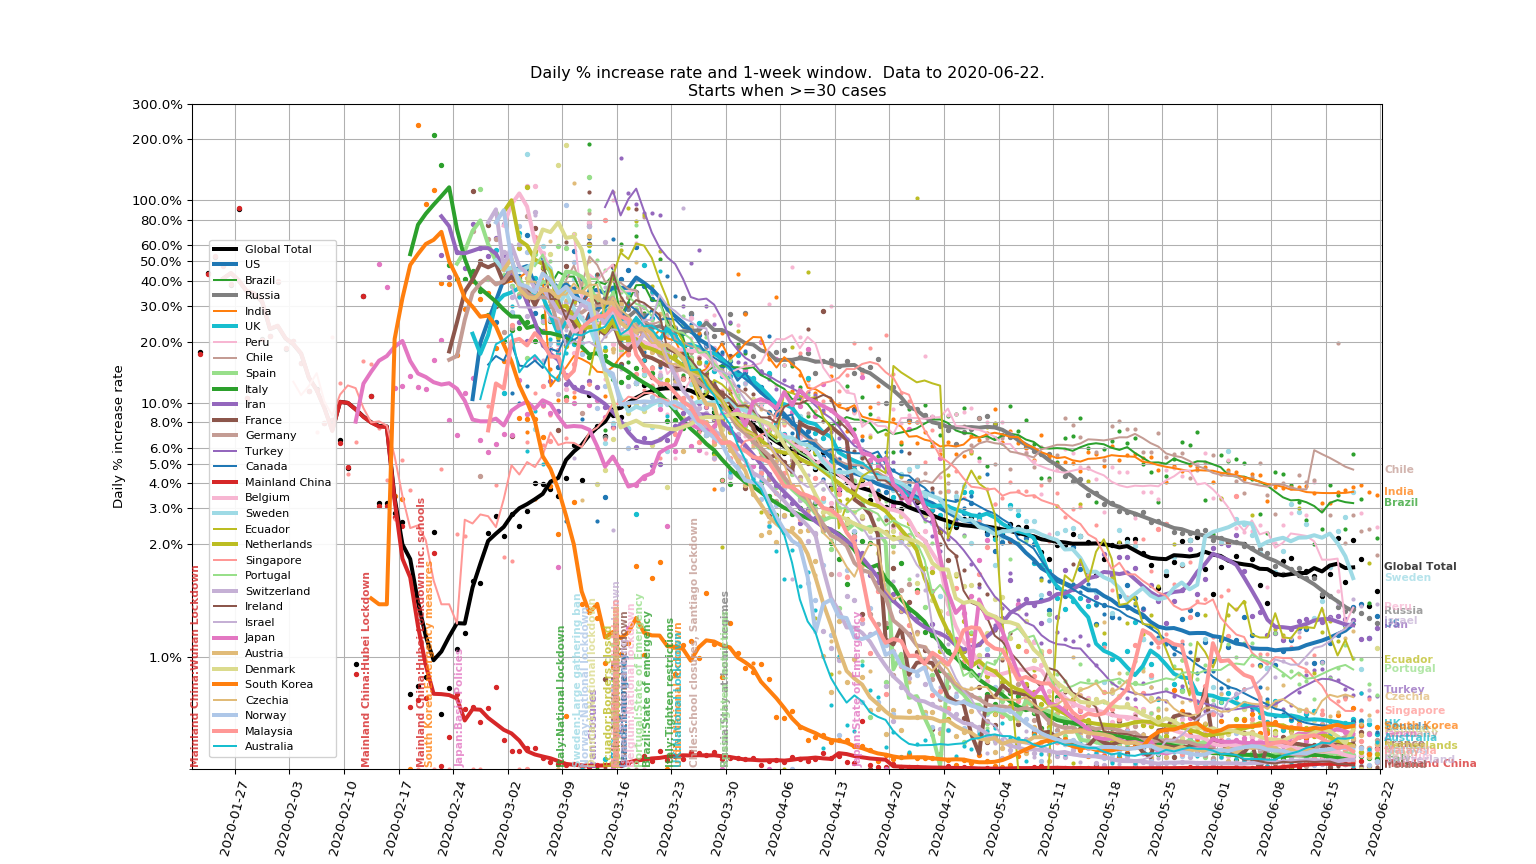 Daily % increase rate and 1-week window.  Data to 2020-06-22.
Starts when >=30 cases
Daily % increase rate
300.0%
200.0%
100.0%
80.0%
60.0%
50.0%
40.0%
30.0%
20.0%
10.0%
8.0%
6.0%
5.0%
4.0%
3.0%
2.0%
1.0%
Global Total
US
Brazil
Russia
India
UK
Peru
Chile
Spain
Italy
Iran
France
Germany
Turkey
Canada
Mainland China
Belgium
Sweden
Ecuador
Netherlands
Singapore
Portugal
Switzerland
Ireland
Israel
Japan
Austria
Denmark
South Korea
Czechia
Norway
Malaysia
Australia
Mainland China:Wuhan Lockdown
Mainland China:Hubei Lockdown
Italy:National lockdown
Brazil:State of emergency
Chile:School closures, Santiago lockdown
Japan:State of Emergency
Chile
India
Brazil
Global Total
Sweden
Russia
Ecuador
Portugal
Turkey
Czechia
Singapore
Australia
Mainland China
2020-01-27
2020-02-03
2020-02-10
2020-02-17
2020-02-24
2020-03-02
2020-03-09
2020-03-16
2020-03-23
2020-03-30
2020-04-06
2020-04-13
2020-04-20
2020-04-27
2020-05-04
2020-05-11
2020-05-18
2020-05-25
2020-06-01
2020-06-08
2020-06-15
2020-06-22